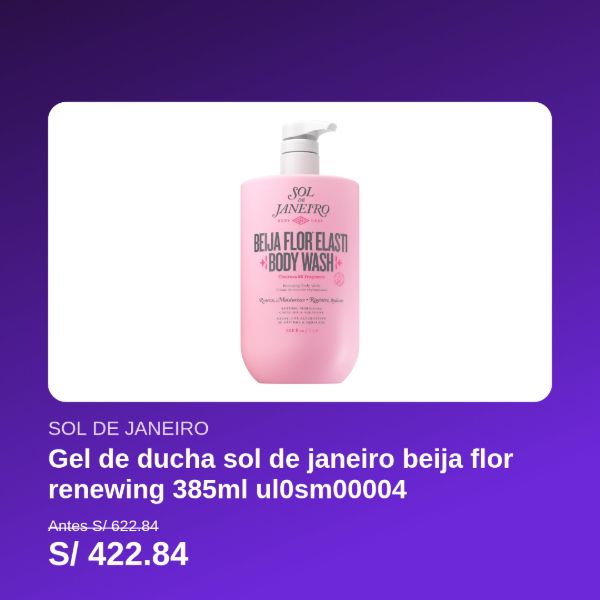 SOL
DE
JANEIRO
BEIJA FLOR ELASTI
BODY WASH
SOL DE JANEIRO
Gel de ducha sol de janeiro beija flor
renewing 385ml ul0sm00004
Antes S/ 622.84
S/ 422.84